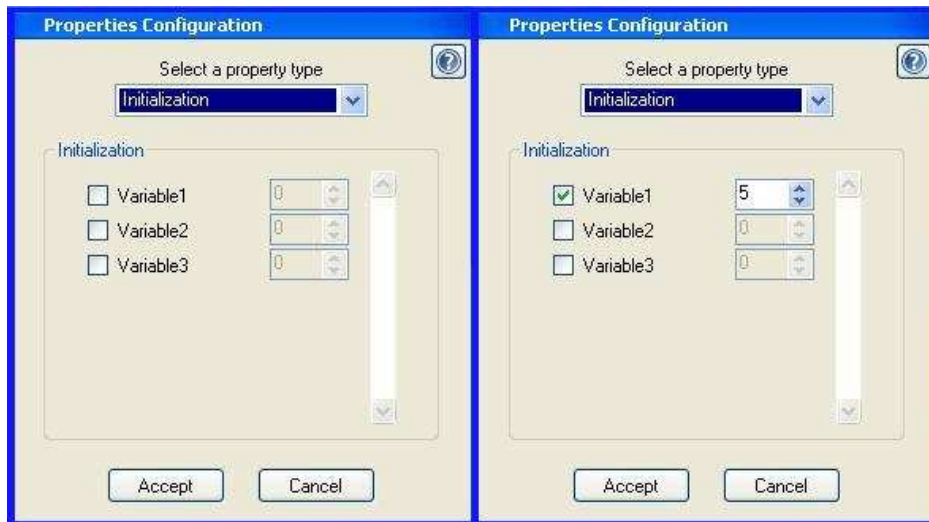 Properties Configuration
Select a property type
Initialization
Initialization
Variable1 0
Variable2 0
Variable3 0
Accept Cancel
Properties Configuration
Select a property type
Initialization
Initialization
Variable1 5
Variable2 0
Variable3 0
Accept Cancel